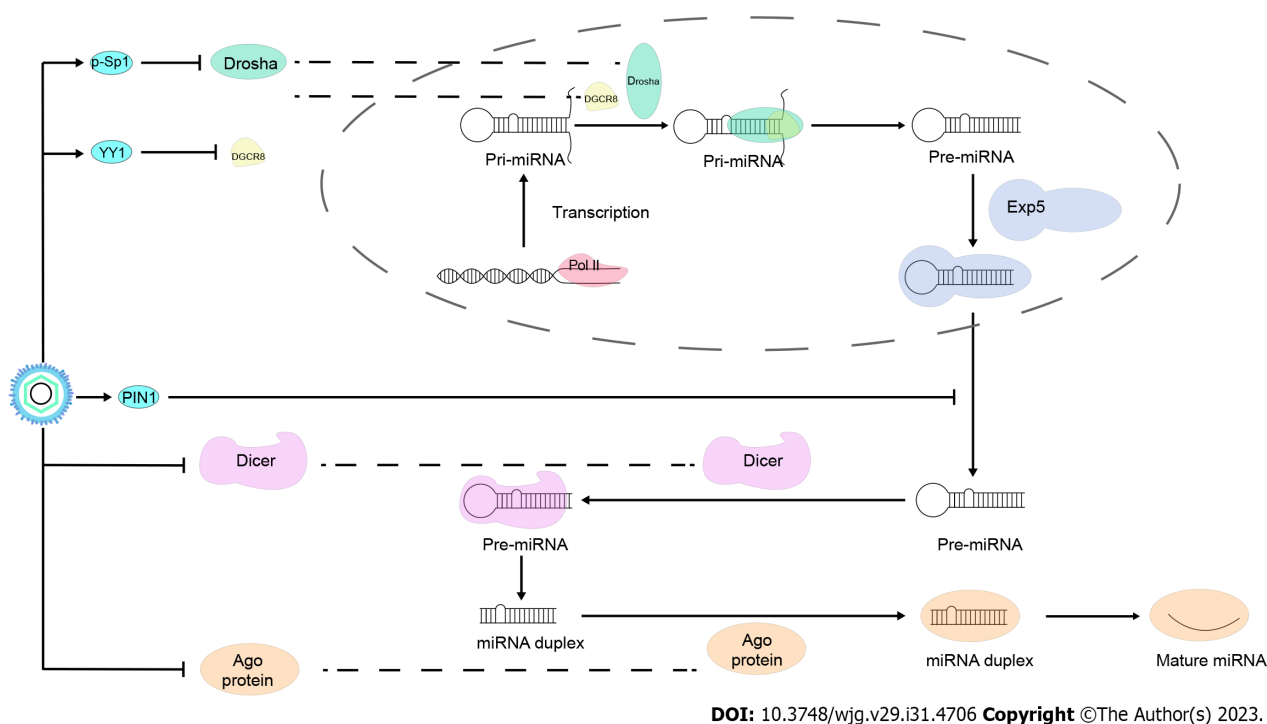 p-Sp1
Drosha
Drosha
DGCR8
YY1
DGCR8
Pri-miRNA
Pri-miRNA
Pre-miRNA
Transcription
Exp5
Pol II
PIN1
Dicer
Dicer
Pre-miRNA
Pre-miRNA
miRNA duplex
Ago
protein
miRNA duplex
Mature miRNA
Ago
protein
DOI: 10.3748/wjg.v29.i31.4706 Copyright ©The Author(s) 2023.